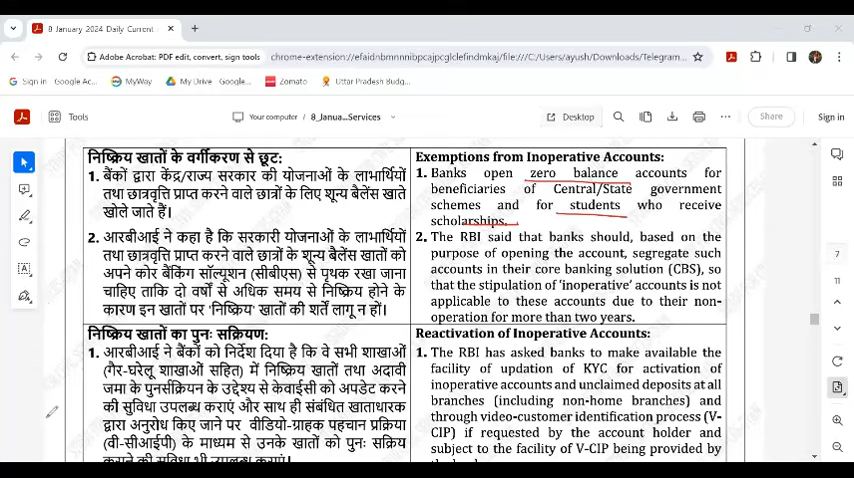 8 January 2024 Daily Current
Adobe Acrobat: PDF edit, convert, sign tools
chrome-extension://efaidnbmnnnibpcajpcglclefindmkaj/file:///C:/Users/ayush/Downloads/Telegram...
Sign in Google Ac...
MyWay
My Drive Google...
Zomato
Uttar Pradesh Budg...
Tools
Your computer
8_Janua...Services
Desktop
Share
Sign in
निष्क्रिय खातों के वर्गीकरण से छूट:
1. बैंकों द्वारा केंद्र/राज्य सरकार की योजनाओं के लाभार्थियों
तथा छात्रवृत्ति प्राप्त करने वाले छात्रों के लिए शून्य बैलेंस खाते
खोले जाते हैं।
2. आरबीआई ने कहा है कि सरकारी योजनाओं के लाभार्थियों
तथा छात्रवृत्ति प्राप्त करने वाले छात्रों के शून्य बैलेंस खातों को
अपने कोर बैंकिंग सॉल्यूशन (सीबीएस) से पृथक रखा जाना
चाहिए ताकि दो वर्षों से अधिक समय से निष्क्रिय होने के
कारण इन खातों पर 'निष्क्रिय' खातों की शर्तें लागू न हों।
Exemptions from Inoperative Accounts:
1. Banks open zero balance accounts for
beneficiaries of Central/State government
schemes and for students who receive
scholarships.
2. The RBI said that banks should, based on the
purpose of opening the account, segregate such
accounts in their core banking solution (CBS), so
that the stipulation of 'inoperative' accounts is not
applicable to these accounts due to their non-
operation for more than two years.
निष्क्रिय खातों का पुनः सक्रियण:
1. आरबीआई ने बैंकों को निर्देश दिया है कि वे सभी शाखाओं
(गैर-घरेलू शाखाओं सहित) में निष्क्रिय खातों तथा अदावी
जमा के पुनर्सक्रियन के उद्देश्य से केवाईसी को अपडेट करने
की सुविधा उपलब्ध कराएं और साथ ही संबंधित खाताधारक
द्वारा अनुरोध किए जाने पर वीडियो-ग्राहक पहचान प्रक्रिया
(वी-सीआईपी) के माध्यम से उनके खातों को पुनः सक्रिय
कराने की सुविधा भी उपलब्ध कराएं।
Reactivation of Inoperative Accounts:
1. The RBI has asked banks to make available the
facility of updation of KYC for activation of
inoperative accounts and unclaimed deposits at all
branches (including non-home branches) and
through video-customer identification process (V-
CIP) if requested by the account holder and
subject to the facility of V-CIP being provided by
7
11